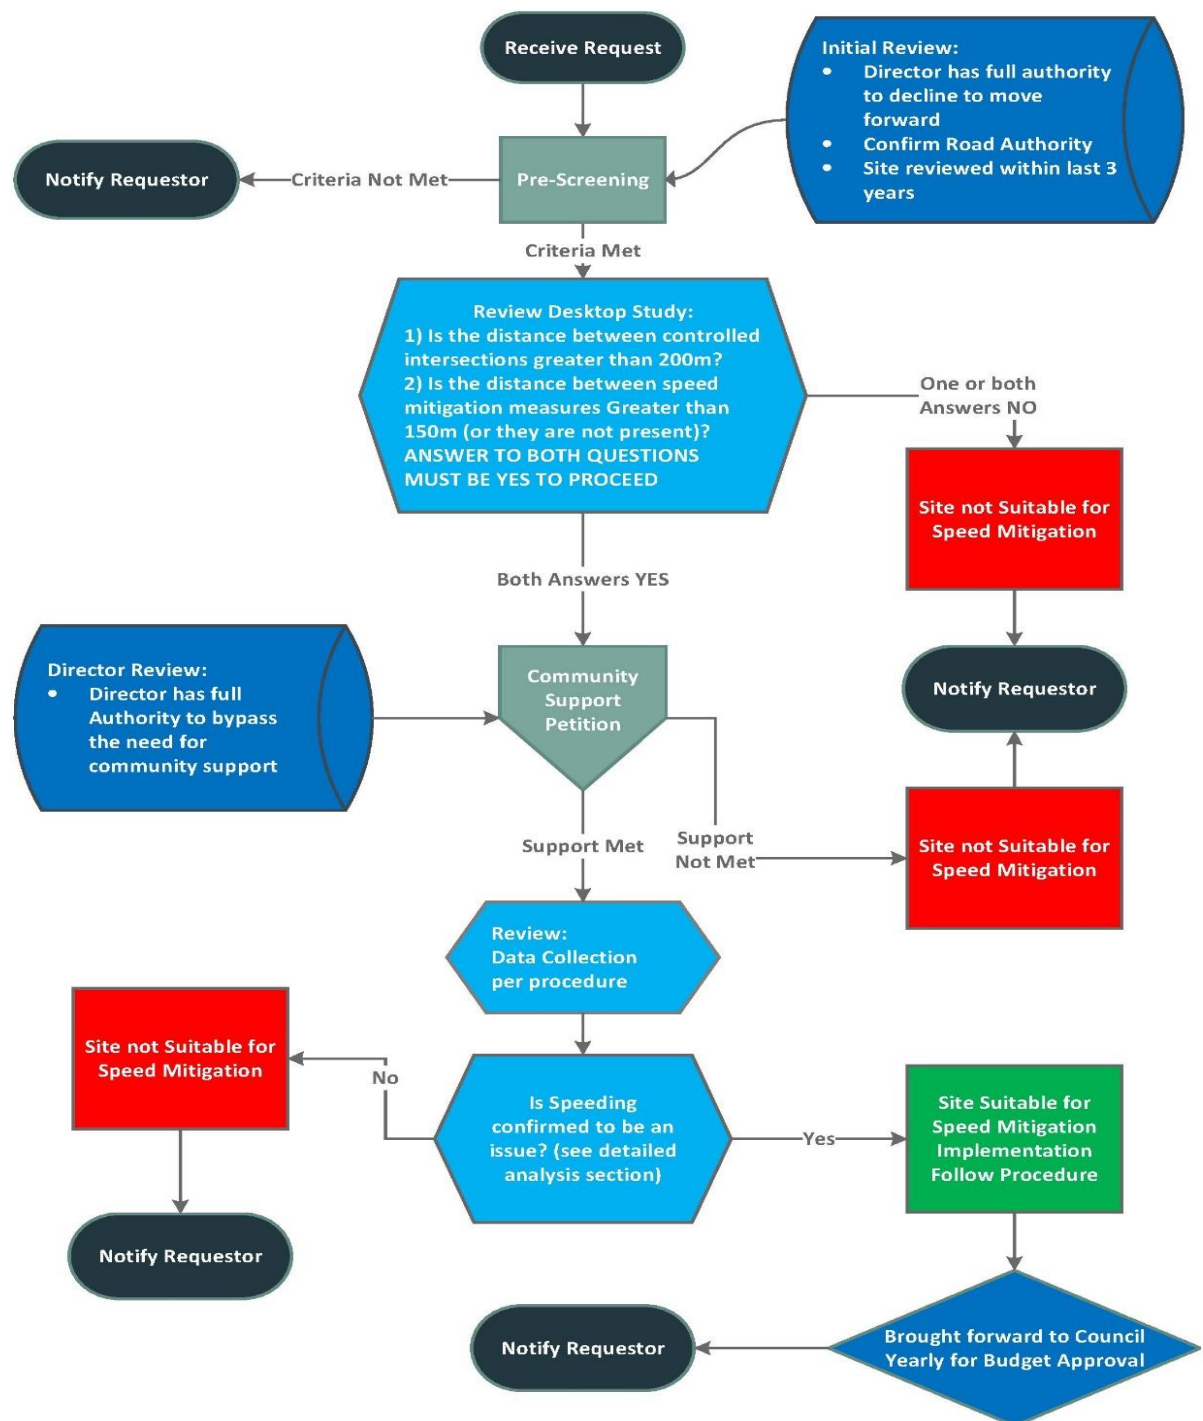 Receive Request
Initial Review:
• Director has full authority
to decline to move
forward
• Confirm Road Authority
• Site reviewed within last 3
years
Pre-Screening
Criteria Not Met
Notify Requestor
Criteria Met
Review Desktop Study:
1) Is the distance between controlled
intersections greater than 200m?
2) Is the distance between speed
mitigation measures Greater than
150m (or they are not present)?
ANSWER TO BOTH QUESTIONS
MUST BE YES TO PROCEED
One or both
Answers NO
Site not Suitable for
Speed Mitigation
Notify Requestor
Both Answers YES
Director Review:
• Director has full
Authority to bypass
the need for
community support
Community
Support
Petition
Support Met
Support
Not Met
Site not Suitable for
Speed Mitigation
Review:
Data Collection
per procedure
Is Speeding
confirmed to be an
issue? (see detailed
analysis section)
No
Site not Suitable for
Speed Mitigation
Notify Requestor
Yes
Site Suitable for
Speed Mitigation
Implementation
Follow Procedure
Brought forward to Council
Yearly for Budget Approval
Notify Requestor